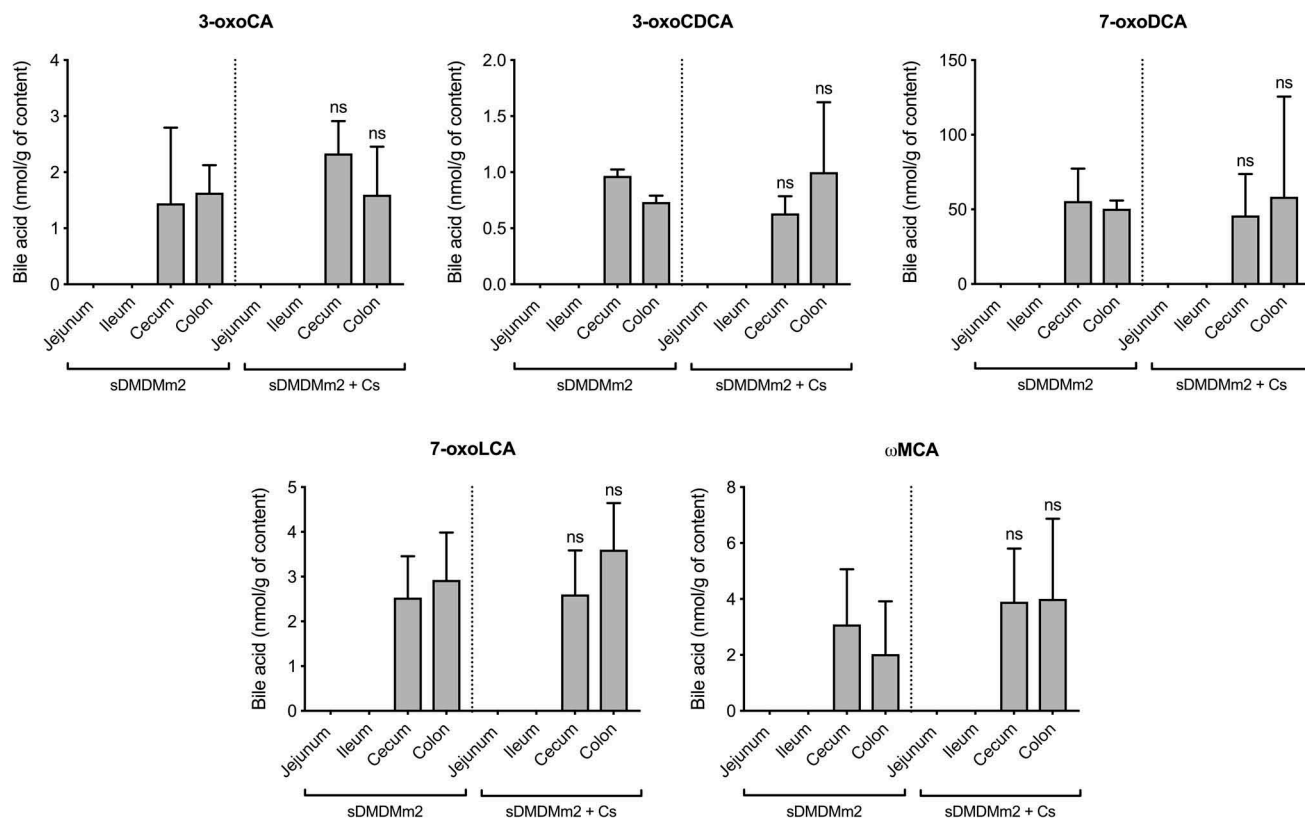 3-oxoCA
Bile acid (nmol/g of content)
4
3
2
1
0
ns
ns
Jejunum
Ileum
Cecum
Colon
Jejunum
Ileum
Cecum
Colon
sDMDMm2
sDMDMm2 + Cs
3-oxoCDCA
Bile acid (nmol/g of content)
2.0
1.5
1.0
0.5
0.0
ns
ns
Jejunum
Ileum
Cecum
Colon
Jejunum
Ileum
Cecum
Colon
sDMDMm2
sDMDMm2 + Cs
7-oxoDCA
Bile acid (nmol/g of content)
150
100
50
0
ns
ns
Jejunum
Ileum
Cecum
Colon
Jejunum
Ileum
Cecum
Colon
sDMDMm2
sDMDMm2 + Cs
7-oxoLCA
Bile acid (nmol/g of content)
5
4
3
2
1
0
ns
ns
Jejunum
Ileum
Cecum
Colon
Jejunum
Ileum
Cecum
Colon
sDMDMm2
sDMDMm2 + Cs
ωMCA
Bile acid (nmol/g of content)
8
6
4
2
0
ns
ns
Jejunum
Ileum
Cecum
Colon
Jejunum
Ileum
Cecum
Colon
sDMDMm2
sDMDMm2 + Cs